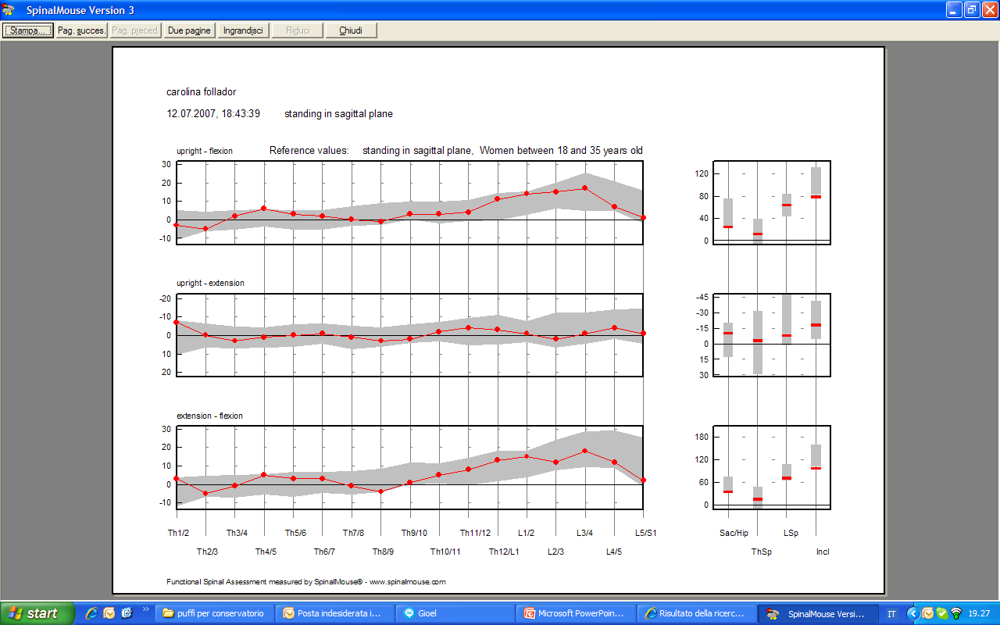 SpinalMouse Version 3
Stampa... Pag. succes. Pag. preced. Due pagine Ingrandisci Riduci Chiudi
carolina follador
12.07.2007, 18:43:39 standing in sagittal plane
upright - flexion Reference values: standing in sagittal plane, Women between 18 and 35 years old
30
20
10
0
-10
120
80
40
0
upright - extension
-20
-10
0
10
20
-45
-30
-15
0
15
30
extension - flexion
30
20
10
0
-10
180
120
60
0
Th1/2 Th3/4 Th5/6 Th7/8 Th9/10 Th11/12 L1/2 L3/4 L5/S1 Sac/Hip LSp
Th2/3 Th4/5 Th6/7 Th8/9 Th10/11 Th12/L1 L2/3 L4/5 ThSp Incl
Functional Spinal Assessment measured by SpinalMouse® - www.spinalmouse.com
start puffi per conservatorio Posta indesiderata i... Gioel Microsoft PowerPoin... Risultato della ricerc... SpinalMouse Versi... IT 19.27